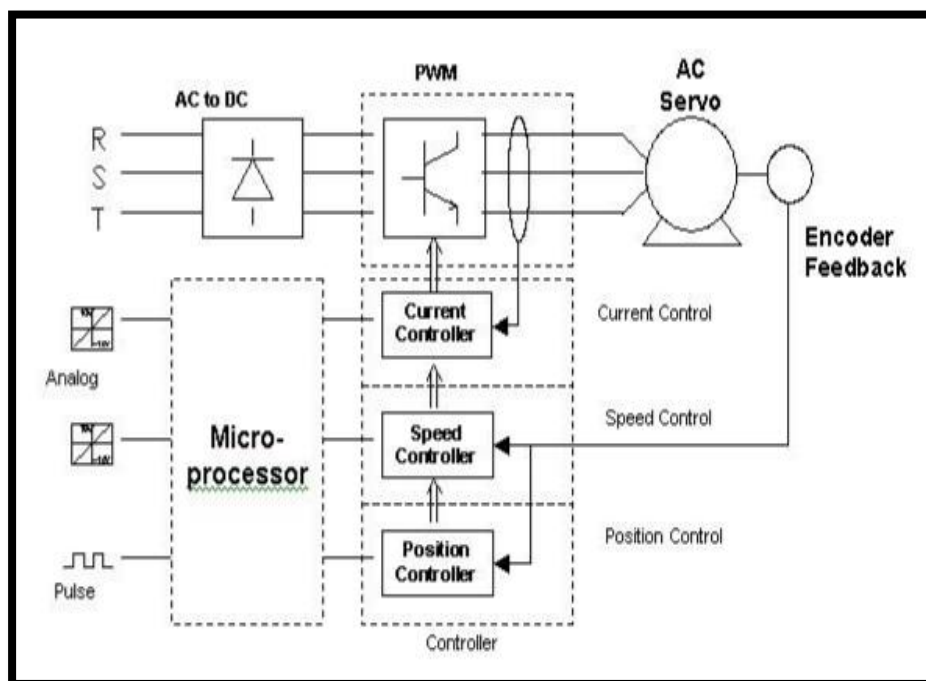 AC to DC
PWM
AC
Servo
R
S
T
Encoder
Feedback
Current
Controller
Current Control
Analog
Micro-
processor
Speed
Controller
Speed Control
Position
Controller
Position Control
Pulse
Controller